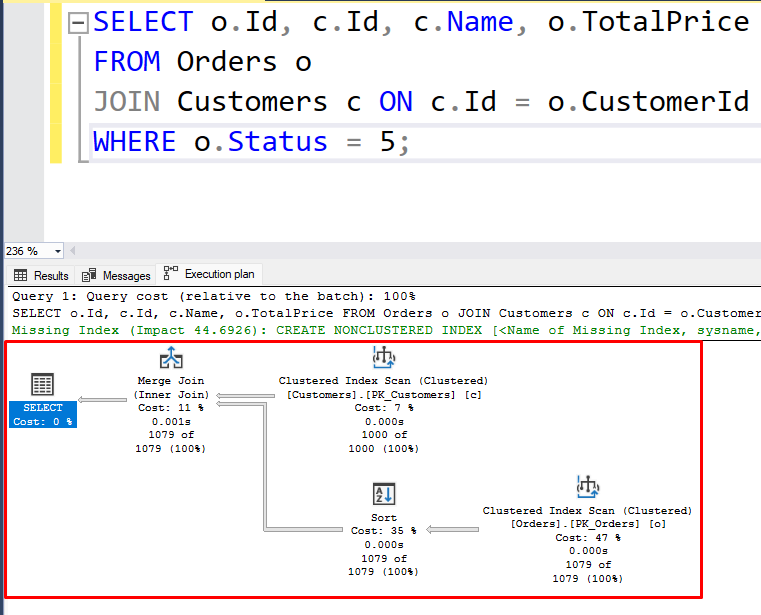 SELECT o.Id, c.Id, c.Name, o.TotalPrice
FROM Orders o
JOIN Customers c ON c.Id = o.CustomerId
WHERE o.Status = 5;
236 %
Results Messages Execution plan
Query 1: Query cost (relative to the batch): 100%
SELECT o.Id, c.Id, c.Name, o.TotalPrice FROM Orders o JOIN Customers c ON c.Id = o.Customer
Missing Index (Impact 44.6926): CREATE NONCLUSTERED INDEX [<Name of Missing Index, sysname,
SELECT
Cost: 0 %
Merge Join
(Inner Join)
Cost: 11 %
0.001s
1079 of
1079 (100%)
Clustered Index Scan (Clustered)
[Customers].[PK_Customers] [c]
Cost: 7 %
0.000s
1000 of
1000 (100%)
Sort
Cost: 35 %
0.000s
1079 of
1079 (100%)
Clustered Index Scan (Clustered)
[Orders].[PK_Orders] [o]
Cost: 47 %
0.000s
1079 of
1079 (100%)